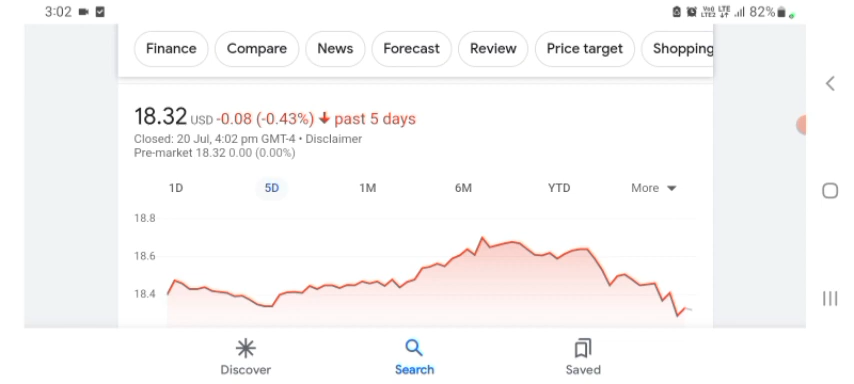 3:02 82%
Finance Compare News Forecast Review Price target Shopping
18.32 USD -0.08 (-0.43%) past 5 days
Closed: 20 Jul, 4:02 pm GMT-4 • Disclaimer
Pre-market 18.32 0.00 (0.00%)
1D 5D 1M 6M YTD More
18.8
18.6
18.4
Discover Search Saved